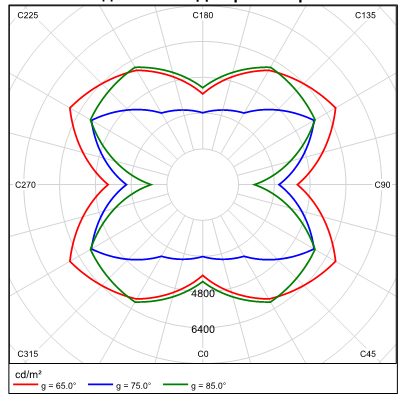 C225 C180 C135
C270 C90
4800
6400
C315 C0 C45
cd/m²
g = 65.0° g = 75.0° g = 85.0°